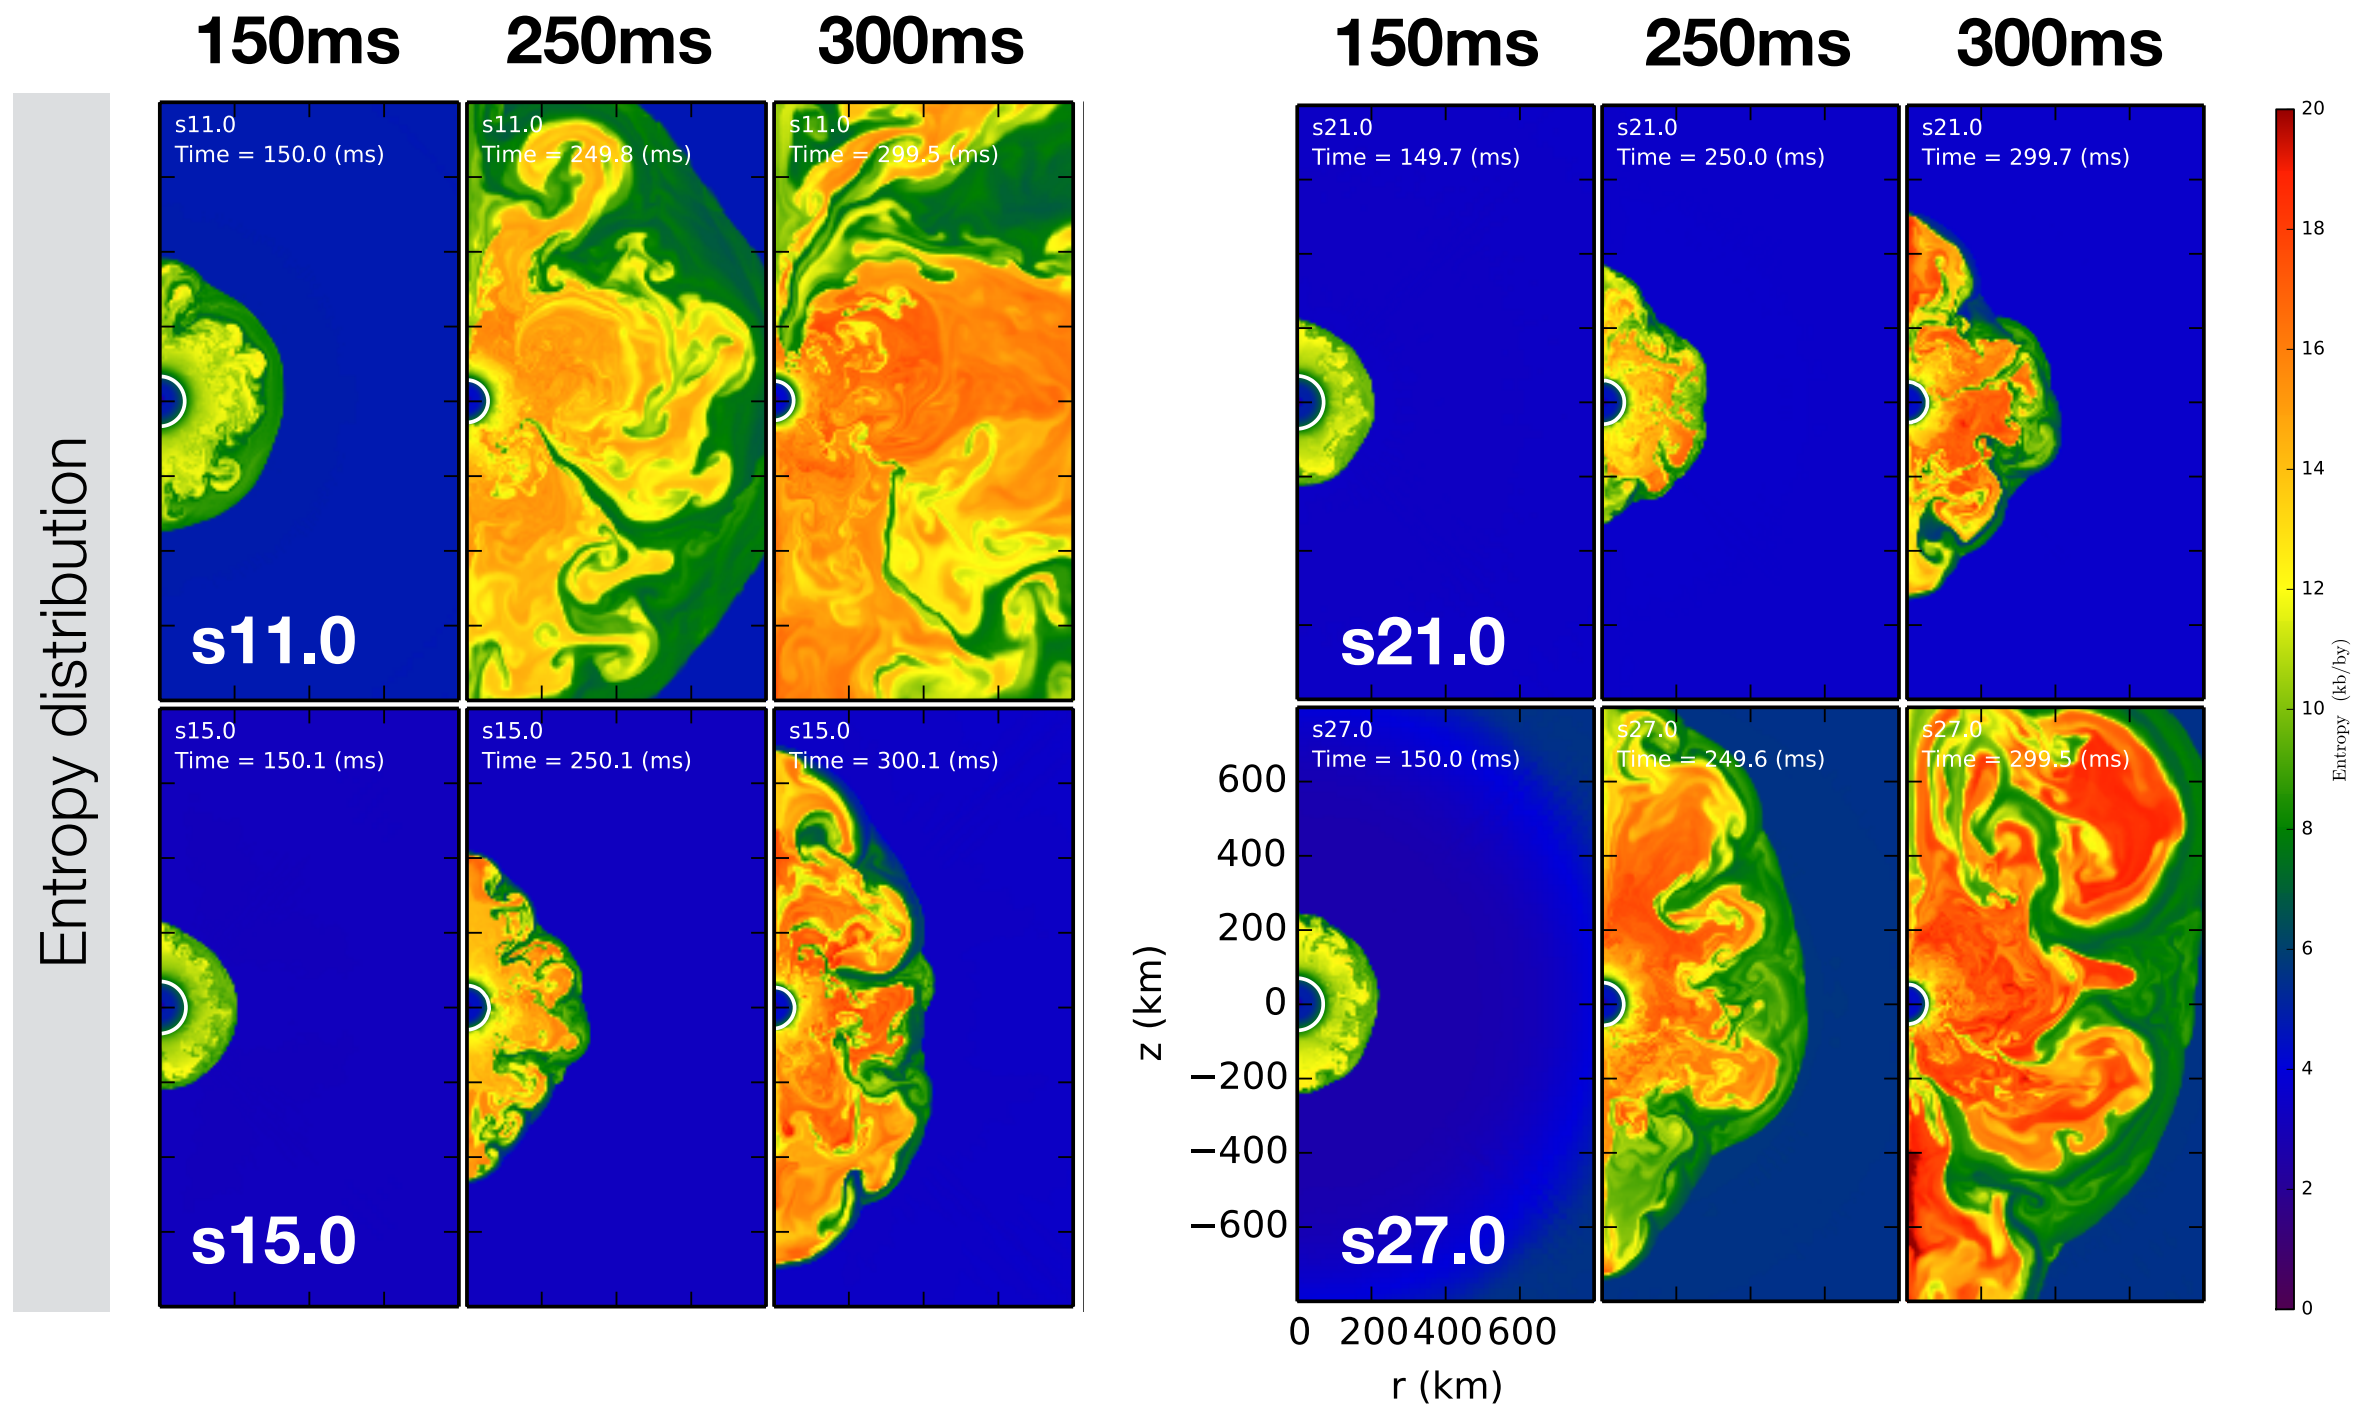 150ms 250ms 300ms
150ms 250ms 300ms
Entropy distribution
s11.0
Time = 150.0 (ms)
s11.0
s11.0
Time = 249.8 (ms)
s11.0
Time = 299.5 (ms)
s21.0
Time = 149.7 (ms)
s21.0
s21.0
Time = 250.0 (ms)
s21.0
Time = 299.7 (ms)
s15.0
Time = 150.1 (ms)
s15.0
s15.0
Time = 250.1 (ms)
s15.0
Time = 300.1 (ms)
s27.0
Time = 150.0 (ms)
s27.0
s27.0
Time = 249.6 (ms)
s27.0
Time = 299.5 (ms)
z (km)
600
400
200
0
−200
−400
−600
0 200 400 600
r (km)
20
18
16
14
12
10
8
6
4
2
0
Entropy (kb/by)